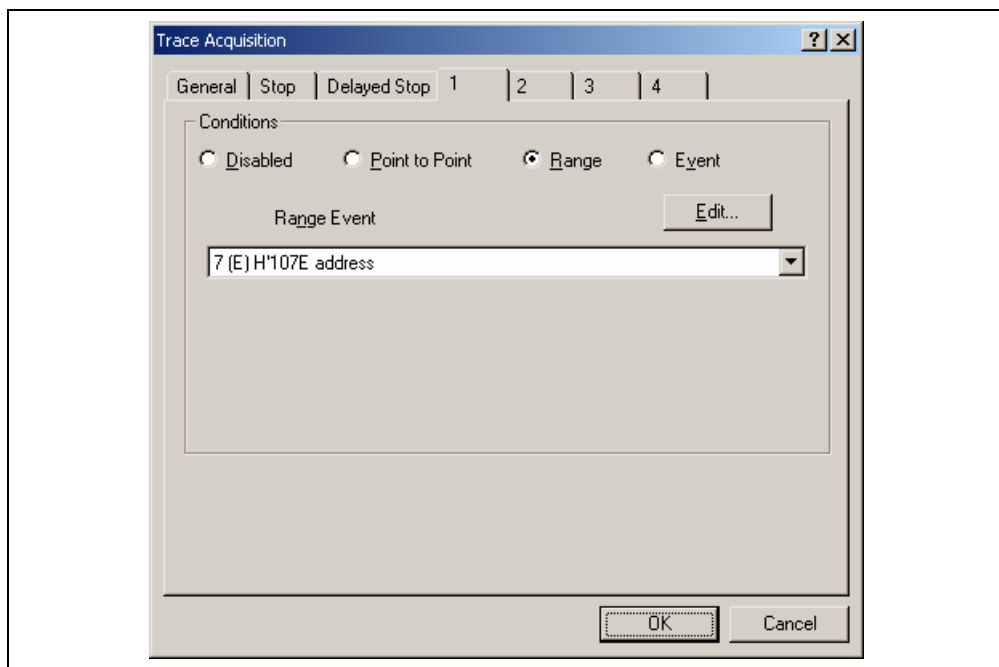 Trace Acquisition
General Stop Delayed Stop 1 2 3 4
Conditions
Disabled Point to Point Range Event
Range Event Edit...
7 (E) H'107E address
OK Cancel